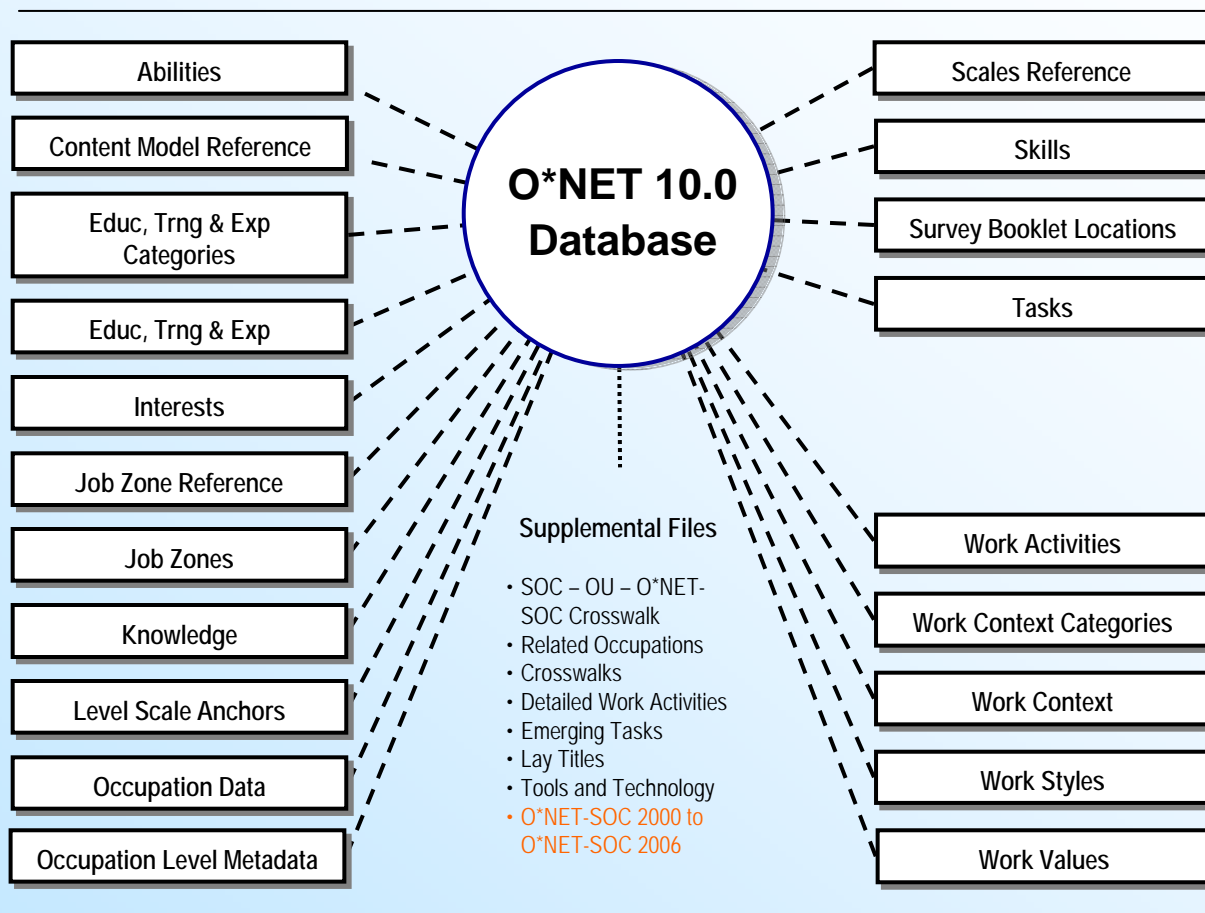 Abilities
Content Model Reference
Educ, Trng & Exp
Categories
Educ, Trng & Exp
Interests
Job Zone Reference
Job Zones
Knowledge
Level Scale Anchors
Occupation Data
Occupation Level Metadata
O*NET 10.0
Database
Supplemental Files
• SOC – OU – O*NET-
SOC Crosswalk
• Related Occupations
• Crosswalks
• Detailed Work Activities
• Emerging Tasks
• Lay Titles
• Tools and Technology
• O*NET-SOC 2000 to
O*NET-SOC 2006
Scales Reference
Skills
Survey Booklet Locations
Tasks
Work Activities
Work Context Categories
Work Context
Work Styles
Work Values